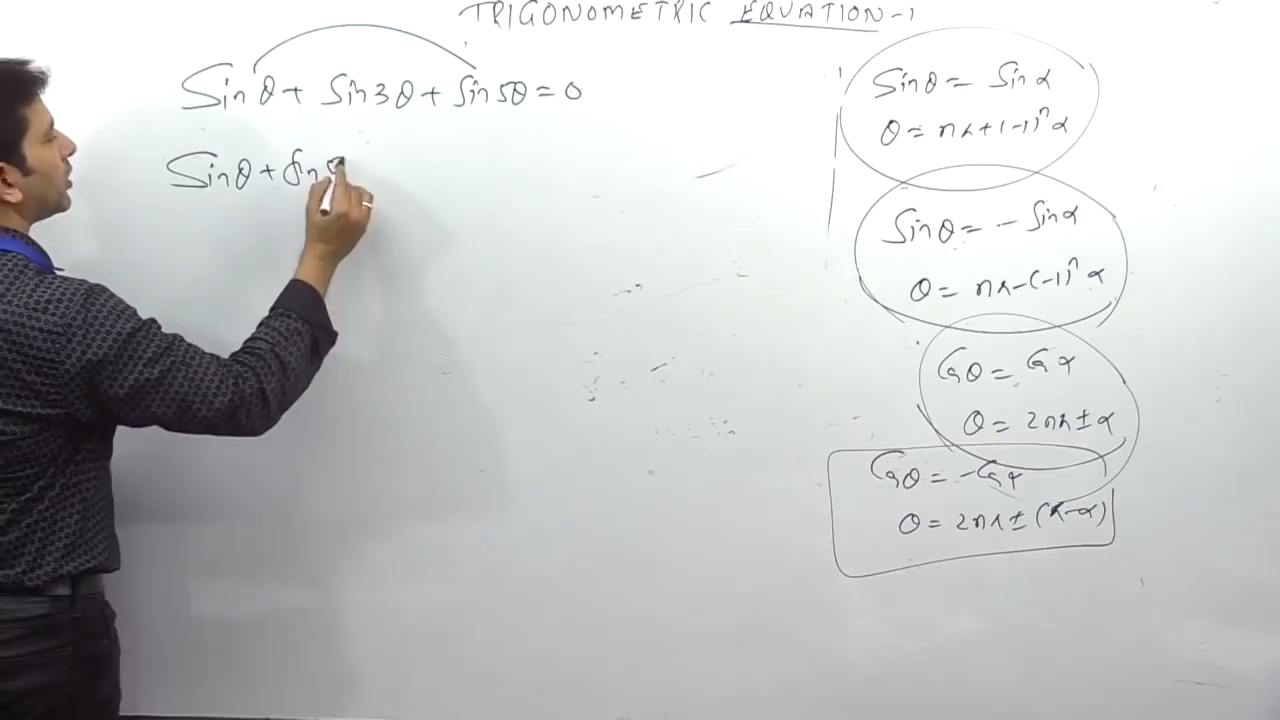 TRIGONOMETRIC EQUATION-1
Sinθ + Sin3θ + Sin5θ = 0
Sinθ + Sin 5
Sinθ = Sinα
θ = nπ + (-1)ⁿα
Sinθ = - Sinα
θ = nπ - (-1)ⁿ α
Cosθ = Cosα
θ = 2nπ ± α
Cosθ = -Cosα
θ = 2nπ ± (π-α)